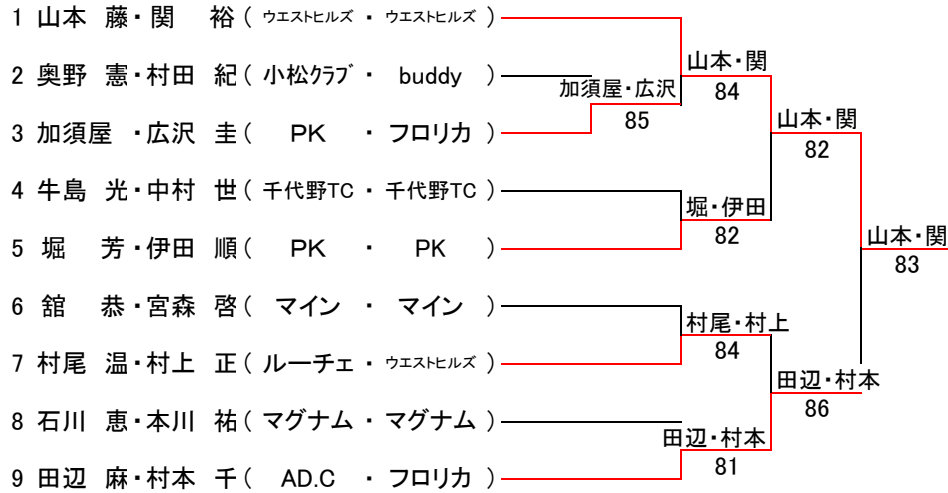 1 山本 藤・関 裕 ( ウエストヒルズ ・ ウエストヒルズ )
2 奥野 憲・村田 紀 ( 小松クラブ ・ buddy )
3 加須屋 ・広沢 圭 ( PK ・ フロリカ )
4 牛島 光・中村 世 ( 千代野TC ・ 千代野TC )
5 堀 芳・伊田 順 ( PK ・ PK )
6 舘 恭・宮森 啓 ( マイン ・ マイン )
7 村尾 温・村上 正 ( ルーチェ ・ ウエストヒルズ )
8 石川 恵・本川 祐 ( マグナム ・ マグナム )
9 田辺 麻・村本 千 ( AD.C ・ フロリカ )
加須屋・広沢
85
山本・関
84
堀・伊田
82
村尾・村上
84
田辺・村本
81
山本・関
82
田辺・村本
86
山本・関
83